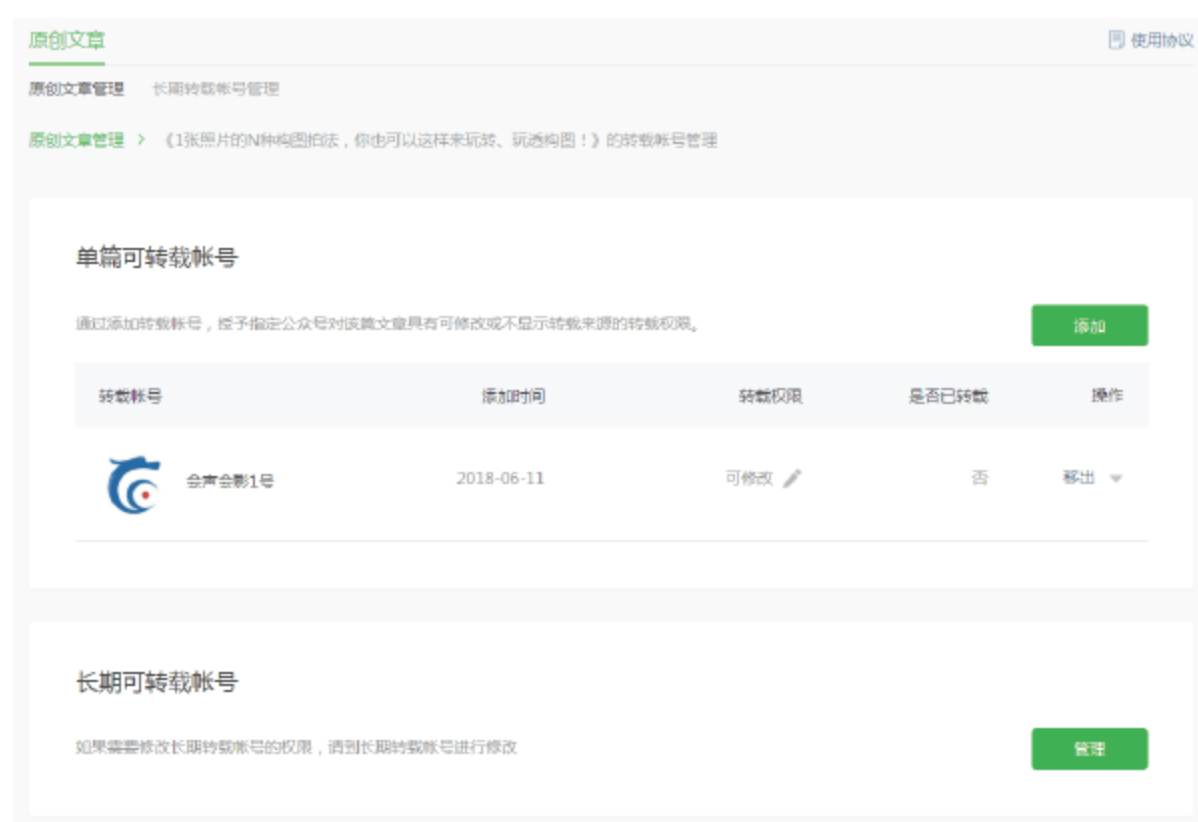 原创文章
使用协议
原创文章管理 长期转载帐号管理
原创文章管理 > 《1张照片的N种构图拍法,你也可以这样来玩转、玩透构图!》的转载帐号管理
单篇可转载帐号
通过添加转载帐号,授予指定公众号对该篇文章具有可修改或不显示转载来源的转载权限。
添加
转载帐号 添加时间 转载权限 是否已转载 操作
会声会影1号 2018-06-11 可修改 否 移出
长期可转载帐号
如果需要修改长期转载帐号的权限,请到长期转载帐号进行修改
管理